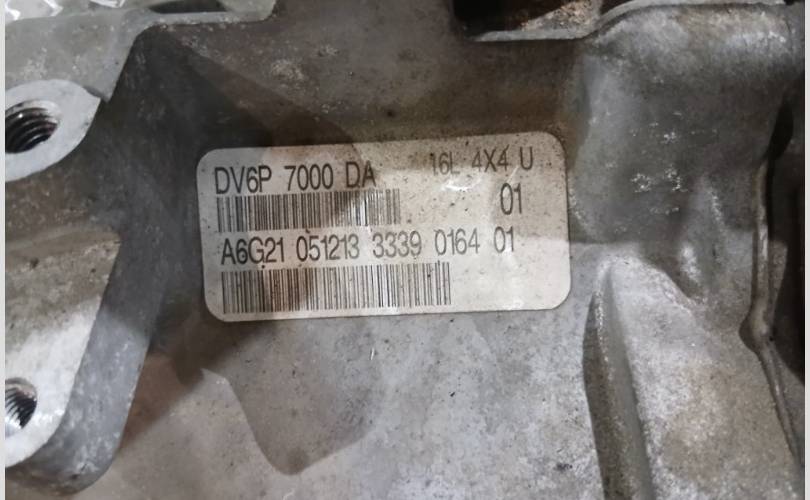 DV6P 7000 DA 16L 4X4 U
01
A6G21 051213 3339 0164 01